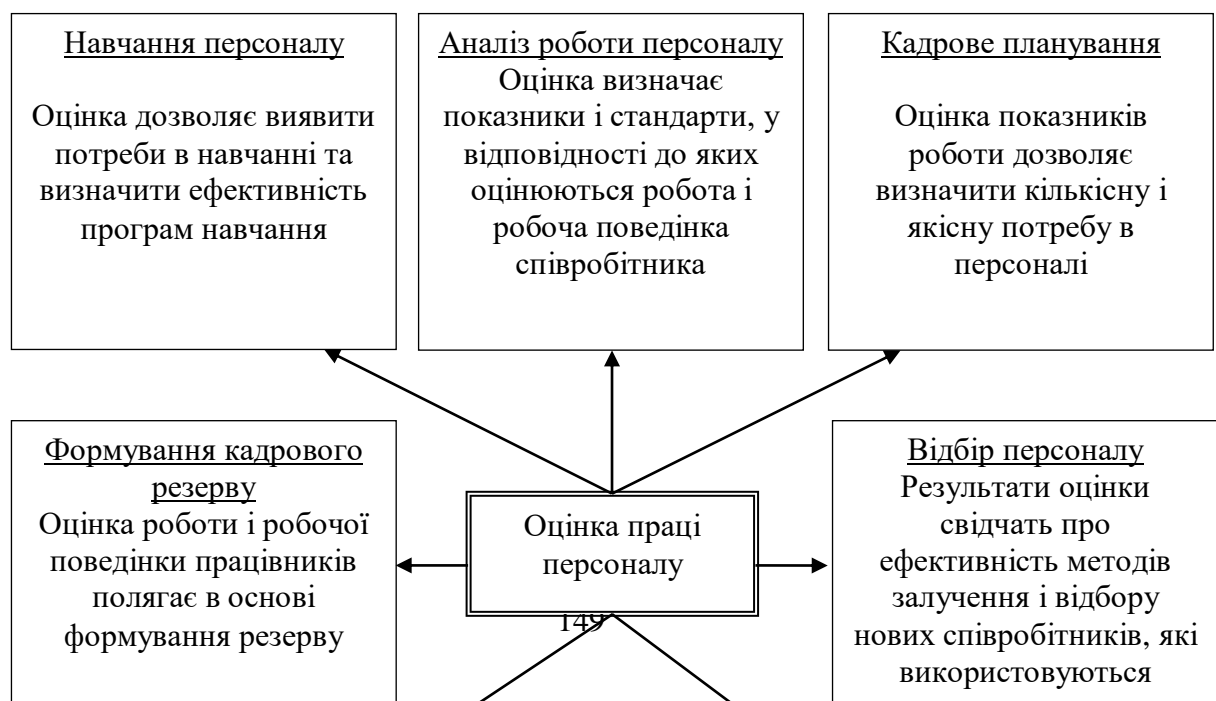 Навчання персоналу
Оцінка дозволяє виявити
потреби в навчанні та
визначити ефективність
програм навчання
Аналіз роботи персоналу
Оцінка визначає
показники і стандарти, у
відповідності до яких
оцінюються робота і
робоча поведінка
співробітника
Кадрове планування
Оцінка показників
роботи дозволяє
визначити кількісну і
якісну потребу в
персоналі
Формування кадрового
резерву
Оцінка роботи і робочої
поведінки працівників
полягає в основі
формування резерву
Оцінка праці
персоналу
149
Відбір персоналу
Результати оцінки
свідчать про
ефективність методів
залучення і відбору
нових співробітників, які
використовуються